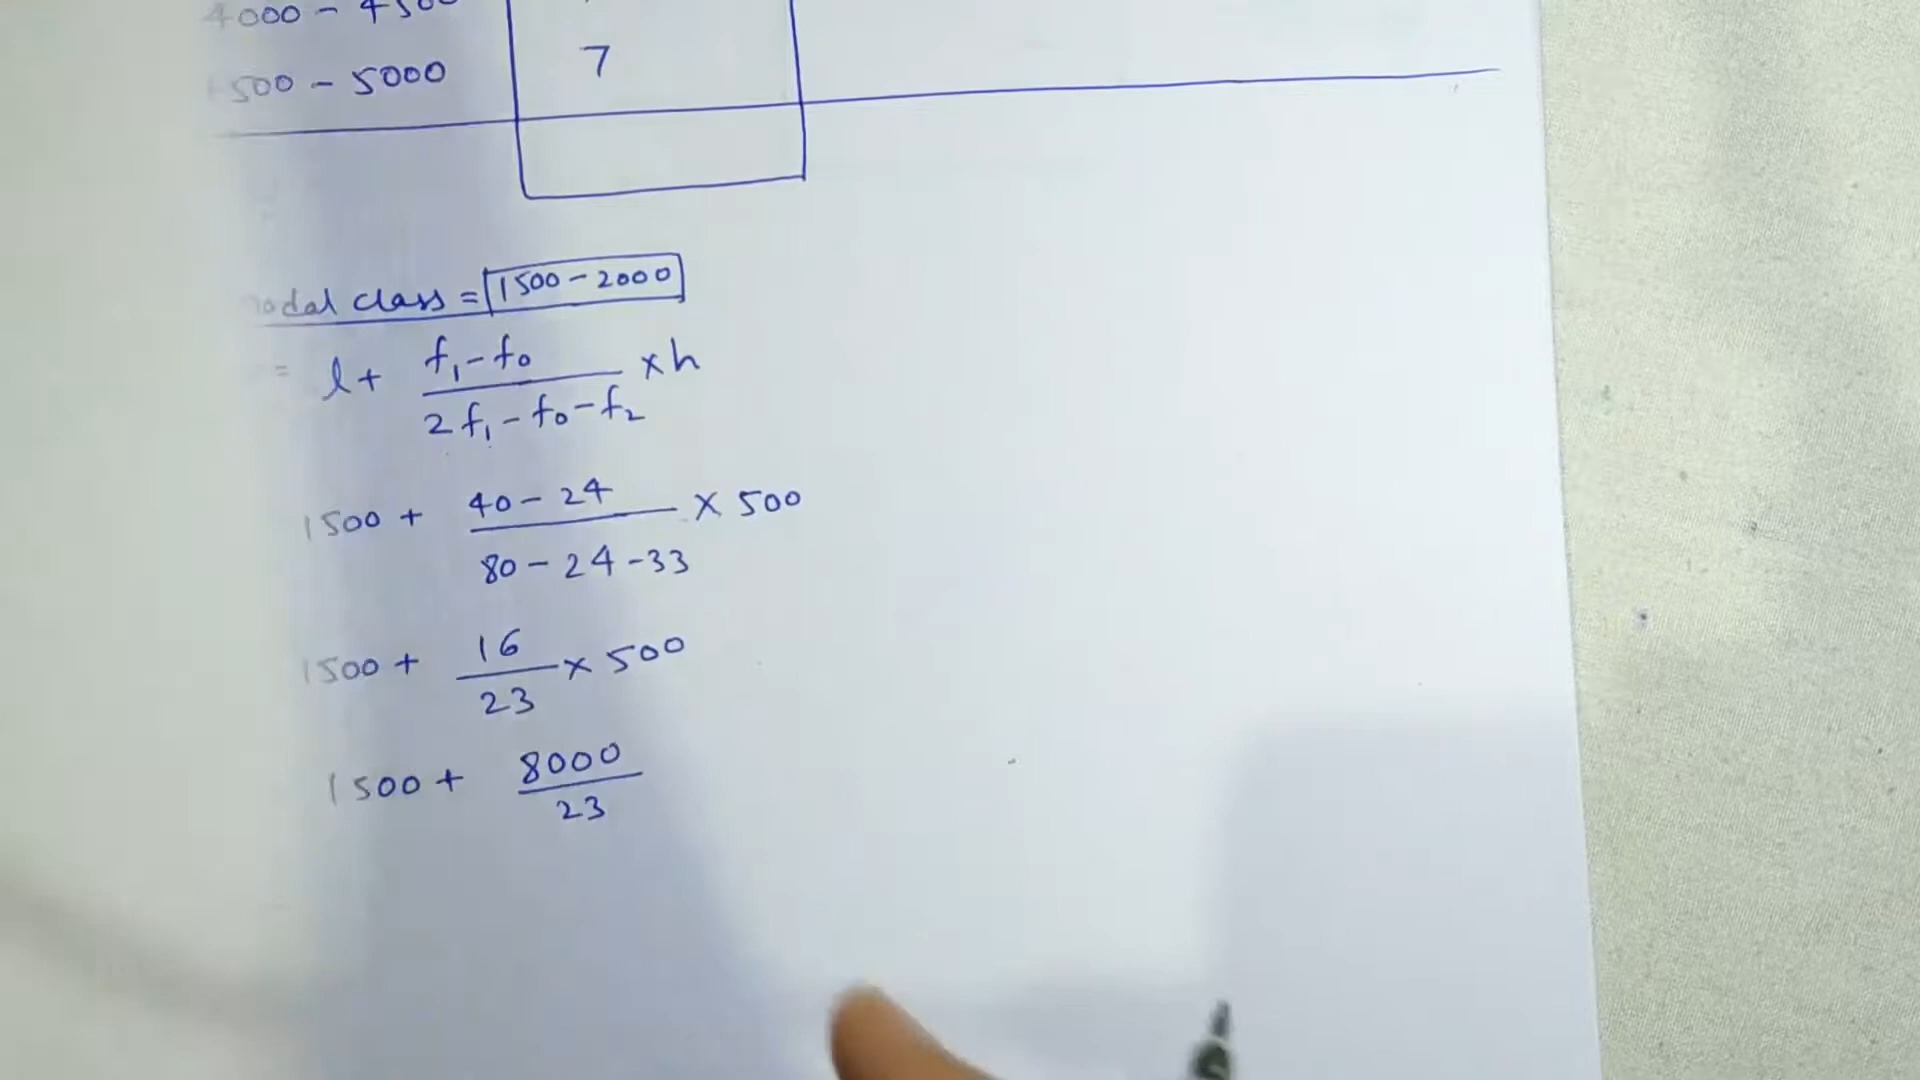 4000 - 450
500 - 5000 7
odal class = 1500 - 2000
= l + f₁ - f₀ / 2f₁ - f₀ - f₂ × h
1500 + 40 - 24 / 80 - 24 - 33 × 500
1500 + 16 / 23 × 500
1500 + 8000 / 23